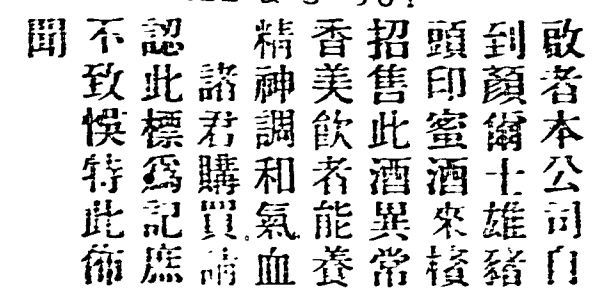 啟者本公司自
到顏爾士雄豬
頭印蜜酒來檳
招售此酒異常
香美飲者能養
精神調和氣血
諸君購買請
認此標為記庶
不致悞特此佈
聞